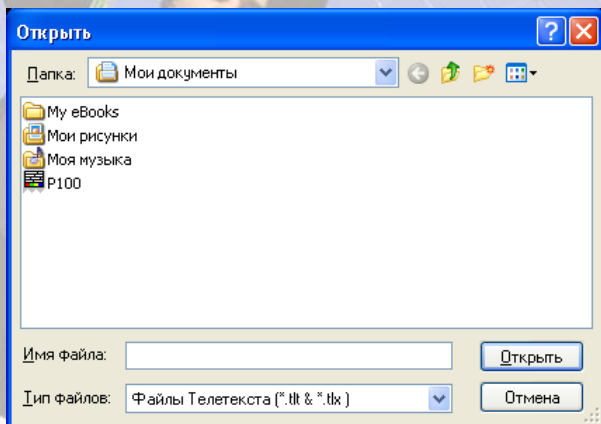 Открыть
Папка: Мои документы
My eBooks
Мои рисунки
Моя музыка
P100
Имя файла: Открыть
Тип файлов: Файлы Телетекста (*.tlt & *.tlx ) Отмена